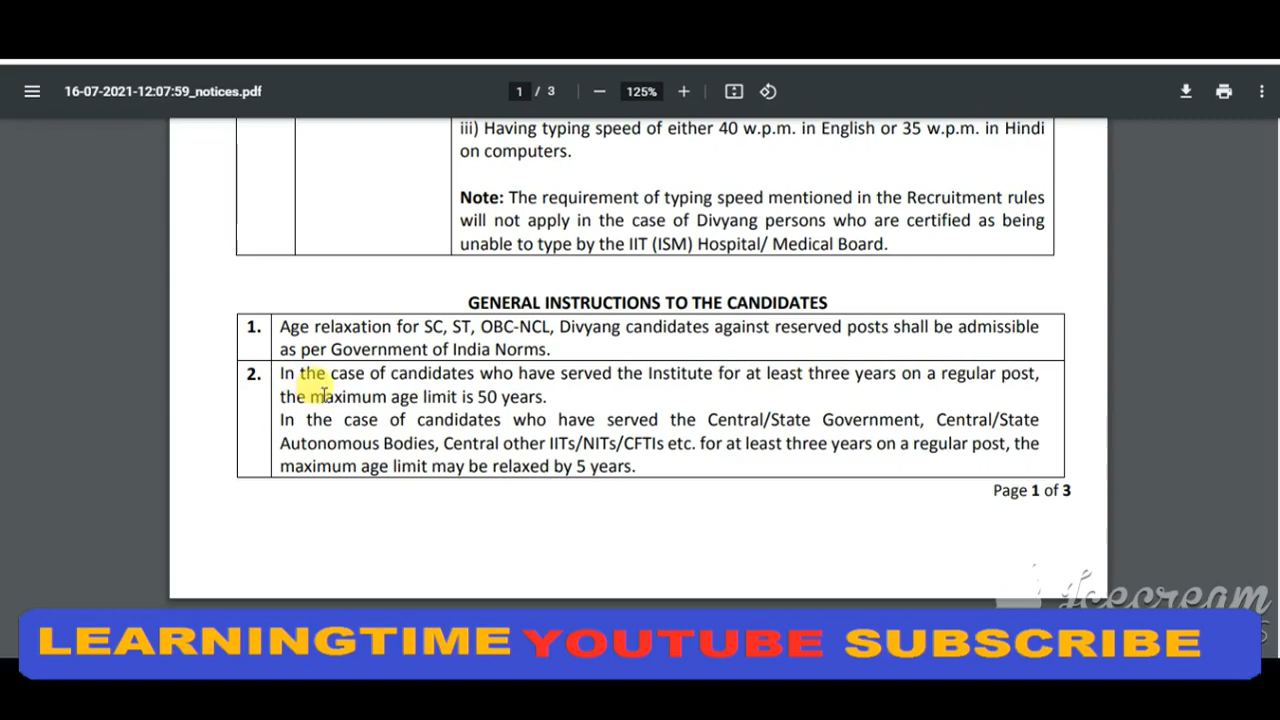 16-07-2021-12:07:59_notices.pdf
1 / 3
125%
iii) Having typing speed of either 40 w.p.m. in English or 35 w.p.m. in Hindi
on computers.
Note: The requirement of typing speed mentioned in the Recruitment rules
will not apply in the case of Divyang persons who are certified as being
unable to type by the IIT (ISM) Hospital/ Medical Board.
GENERAL INSTRUCTIONS TO THE CANDIDATES
1. Age relaxation for SC, ST, OBC-NCL, Divyang candidates against reserved posts shall be admissible
as per Government of India Norms.
2. In the case of candidates who have served the Institute for at least three years on a regular post,
the maximum age limit is 50 years.
In the case of candidates who have served the Central/State Government, Central/State
Autonomous Bodies, Central other IITs/NITs/CFTIs etc. for at least three years on a regular post, the
maximum age limit may be relaxed by 5 years.
Page 1 of 3
Icecream
LEARNINGTIME YOUTUBE SUBSCRIBE